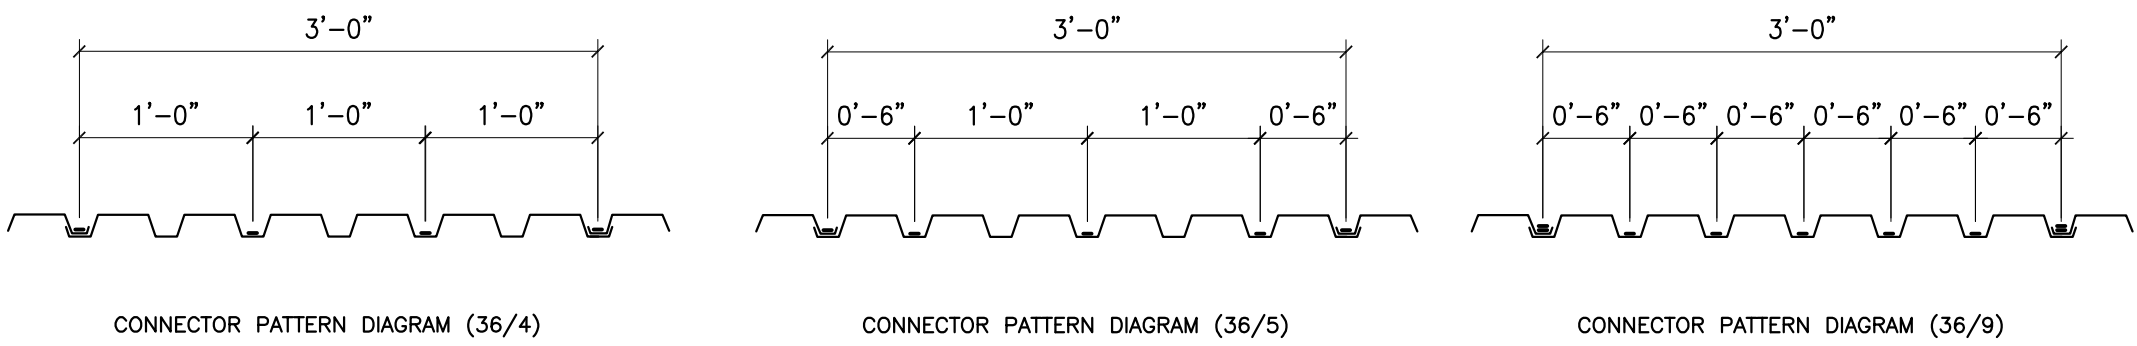 3'-0"
1'-0" 1'-0" 1'-0"
CONNECTOR PATTERN DIAGRAM (36/4)
3'-0"
0'-6" 1'-0" 1'-0" 0'-6"
CONNECTOR PATTERN DIAGRAM (36/5)
3'-0"
0'-6" 0'-6" 0'-6" 0'-6" 0'-6" 0'-6"
CONNECTOR PATTERN DIAGRAM (36/9)